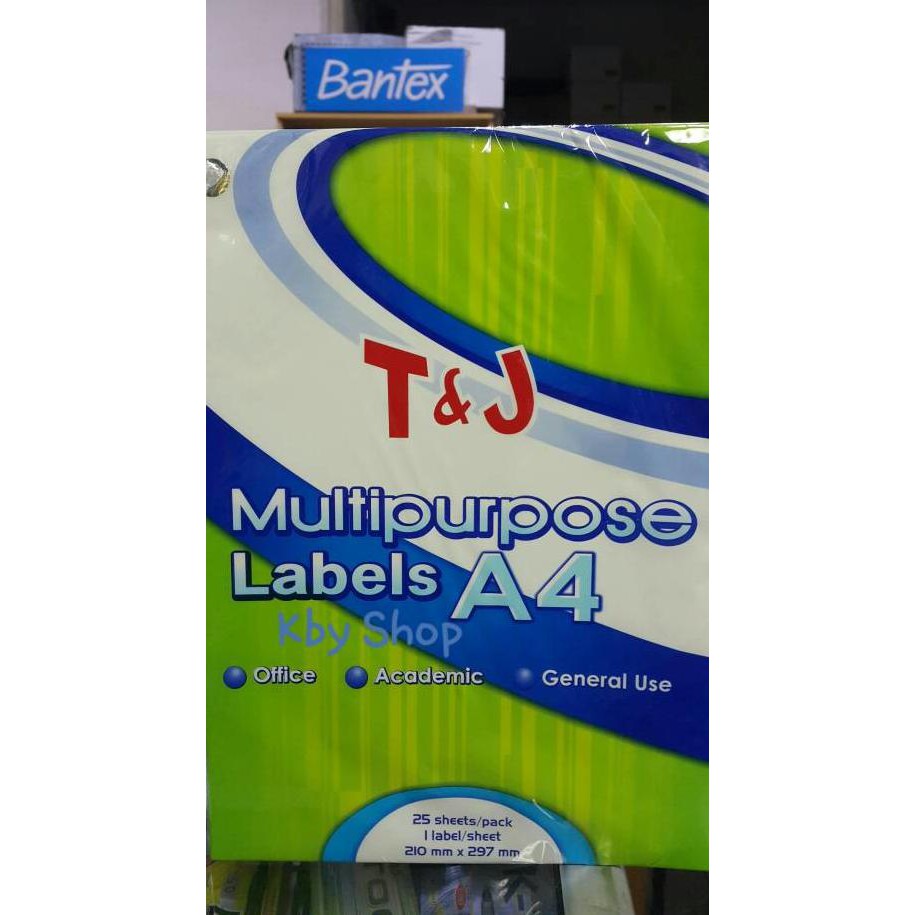 Bantex
T&J
Multipurpose
Labels A4
Kby Shop
Office Academic General Use
25 sheets/pack
1 label/sheet
210 mm x 297 mm